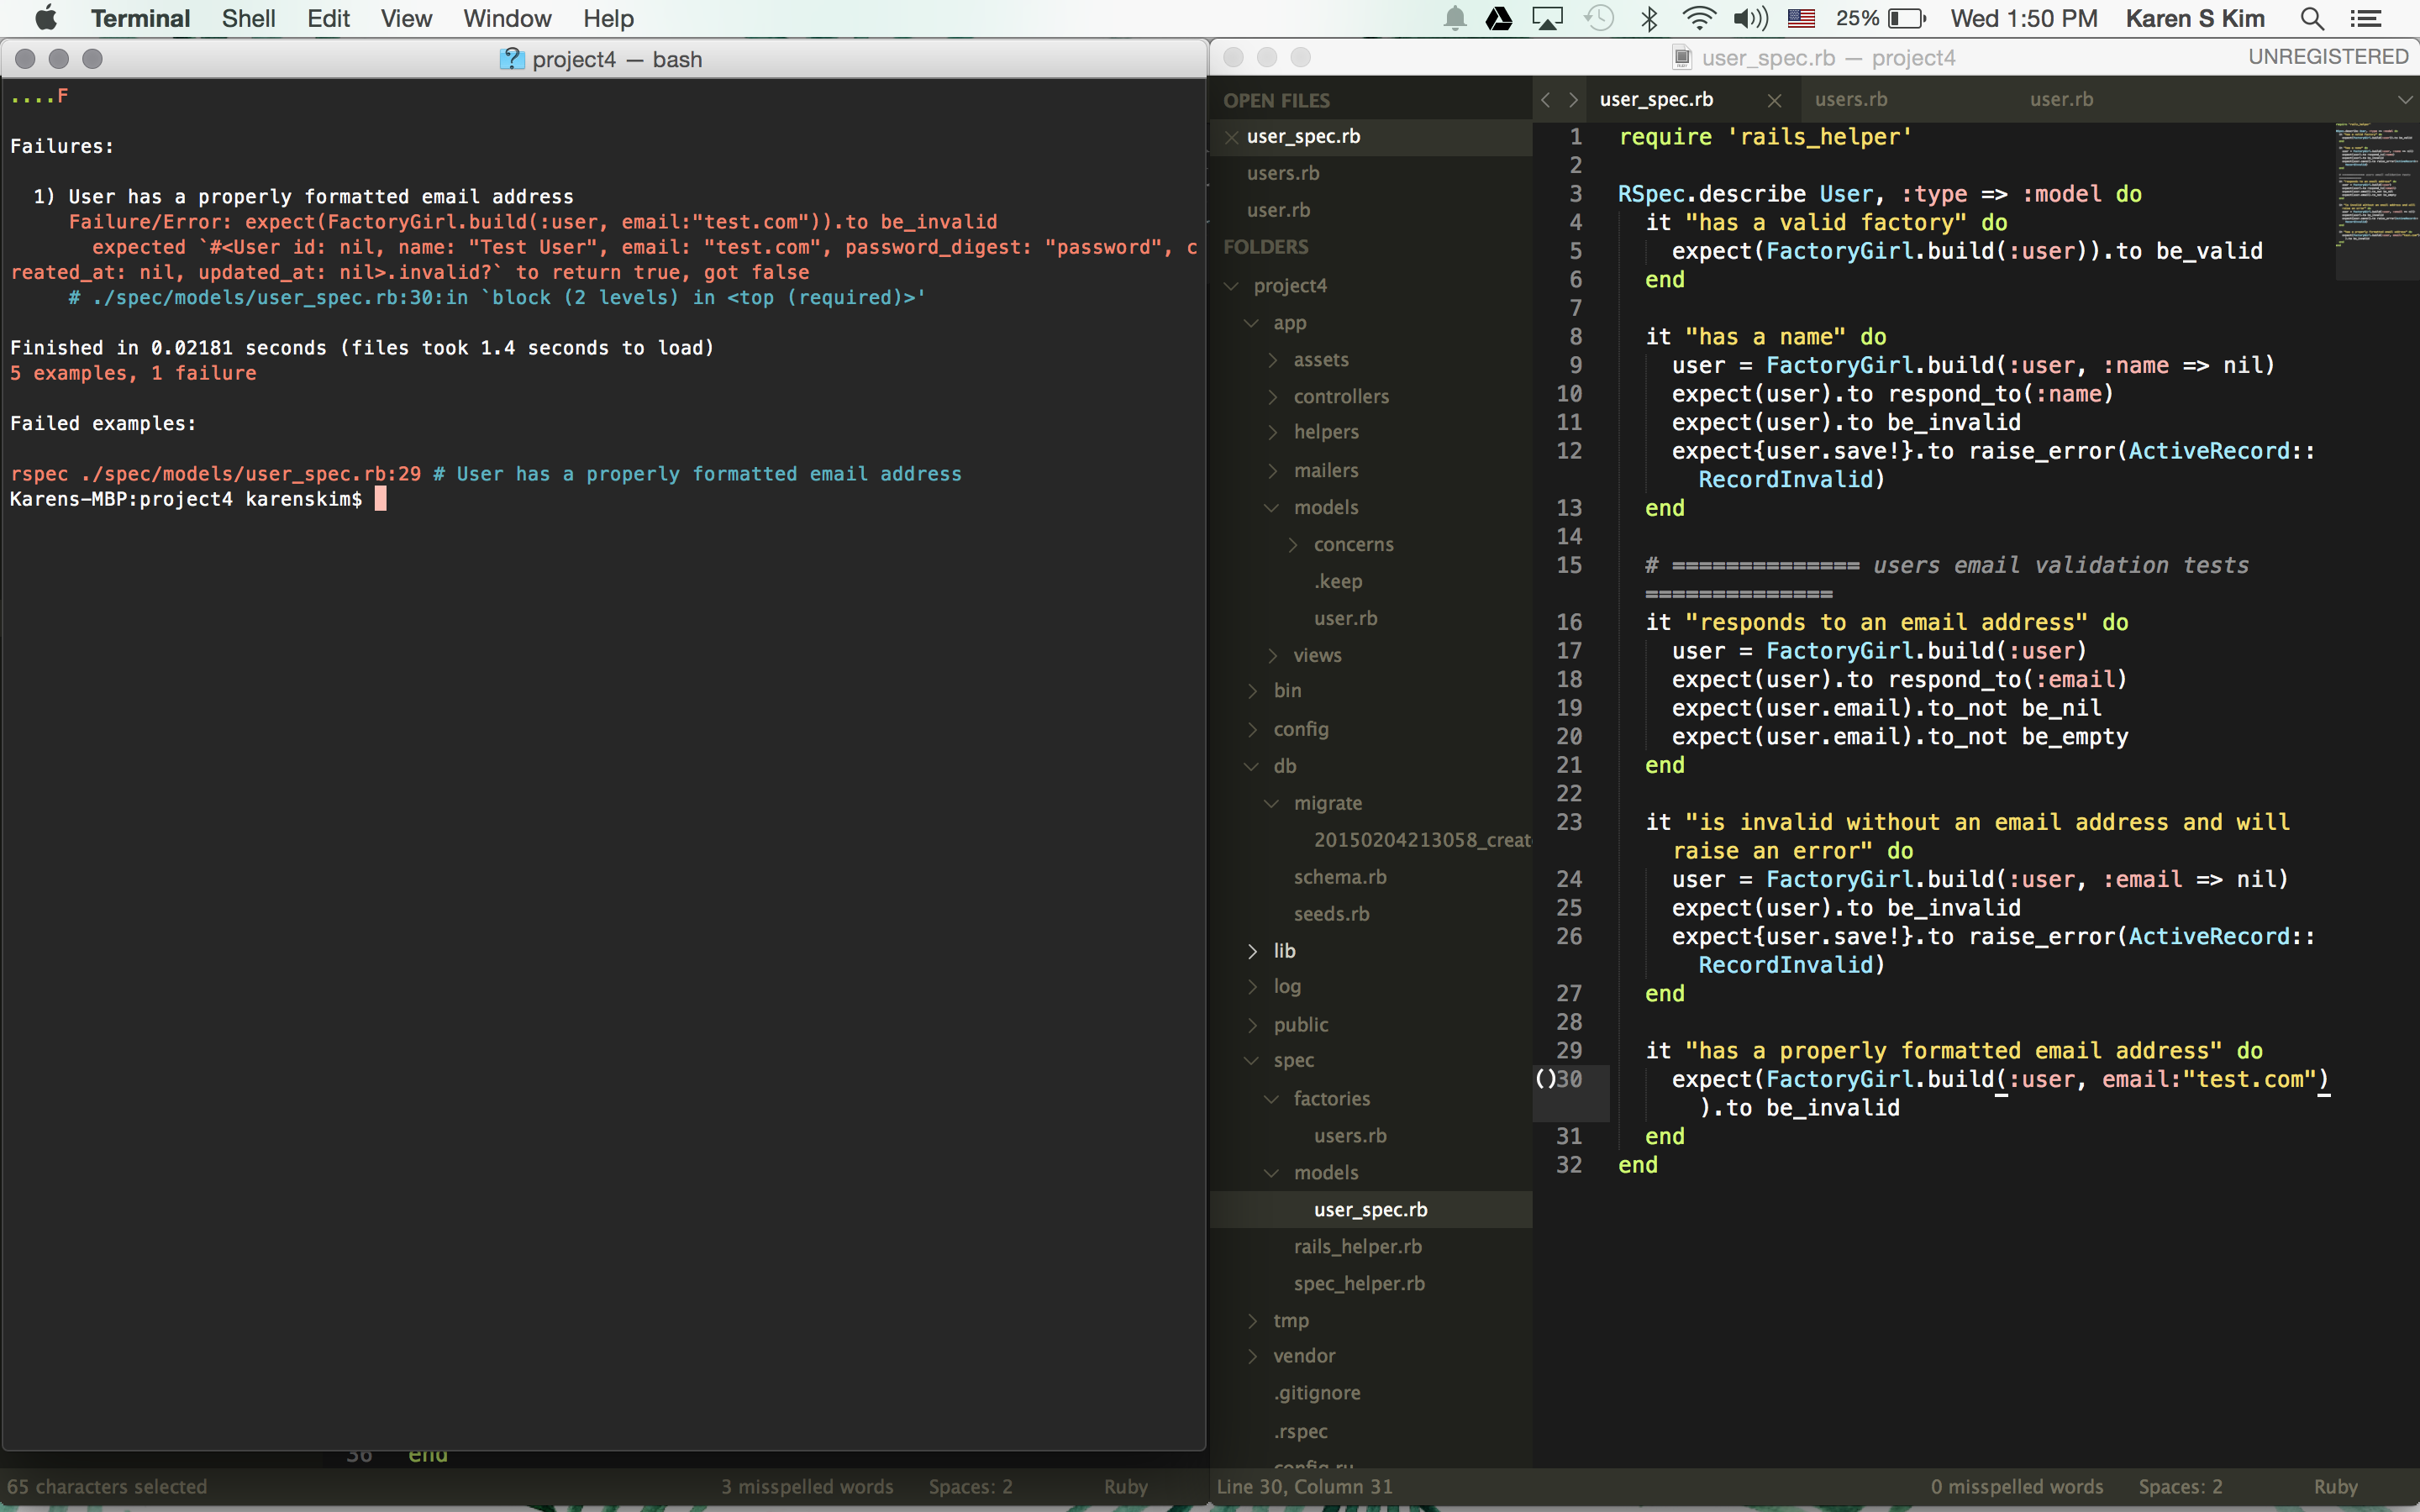 Terminal Shell Edit View Window Help 25% Wed 1:50 PM Karen S Kim
project4 — bash
....F
Failures:
1) User has a properly formatted email address
Failure/Error: expect(FactoryGirl.build(:user, email:"test.com")).to be_invalid
expected `#<User id: nil, name: "Test User", email: "test.com", password_digest: "password", c
reated_at: nil, updated_at: nil>.invalid?` to return true, got false
# ./spec/models/user_spec.rb:30:in `block (2 levels) in <top (required)>'
Finished in 0.02181 seconds (files took 1.4 seconds to load)
5 examples, 1 failure
Failed examples:
rspec ./spec/models/user_spec.rb:29 # User has a properly formatted email address
Karens-MBP:project4 karenskim$
36 end
65 characters selected 3 misspelled words Spaces: 2 Ruby
user_spec.rb — project4 UNREGISTERED
OPEN FILES
user_spec.rb
users.rb
user.rb
FOLDERS
project4
app
assets
controllers
helpers
mailers
models
concerns
.keep
user.rb
views
bin
config
db
migrate
20150204213058_creat
schema.rb
seeds.rb
lib
log
public
spec
factories
users.rb
models
user_spec.rb
rails_helper.rb
spec_helper.rb
tmp
vendor
.gitignore
.rspec
config.ru
user_spec.rb users.rb user.rb
1 require 'rails_helper'
2
3 RSpec.describe User, :type => :model do
4 it "has a valid factory" do
5 expect(FactoryGirl.build(:user)).to be_valid
6 end
7
8 it "has a name" do
9 user = FactoryGirl.build(:user, :name => nil)
10 expect(user).to respond_to(:name)
11 expect(user).to be_invalid
12 expect{user.save!}.to raise_error(ActiveRecord::
RecordInvalid)
13 end
14
15 # ============== users email validation tests
==============
16 it "responds to an email address" do
17 user = FactoryGirl.build(:user)
18 expect(user).to respond_to(:email)
19 expect(user.email).to_not be_nil
20 expect(user.email).to_not be_empty
21 end
22
23 it "is invalid without an email address and will
raise an error" do
24 user = FactoryGirl.build(:user, :email => nil)
25 expect(user).to be_invalid
26 expect{user.save!}.to raise_error(ActiveRecord::
RecordInvalid)
27 end
28
29 it "has a properly formatted email address" do
()30 expect(FactoryGirl.build(:user, email:"test.com")
).to be_invalid
31 end
32 end
Line 30, Column 31 0 misspelled words Spaces: 2 Ruby